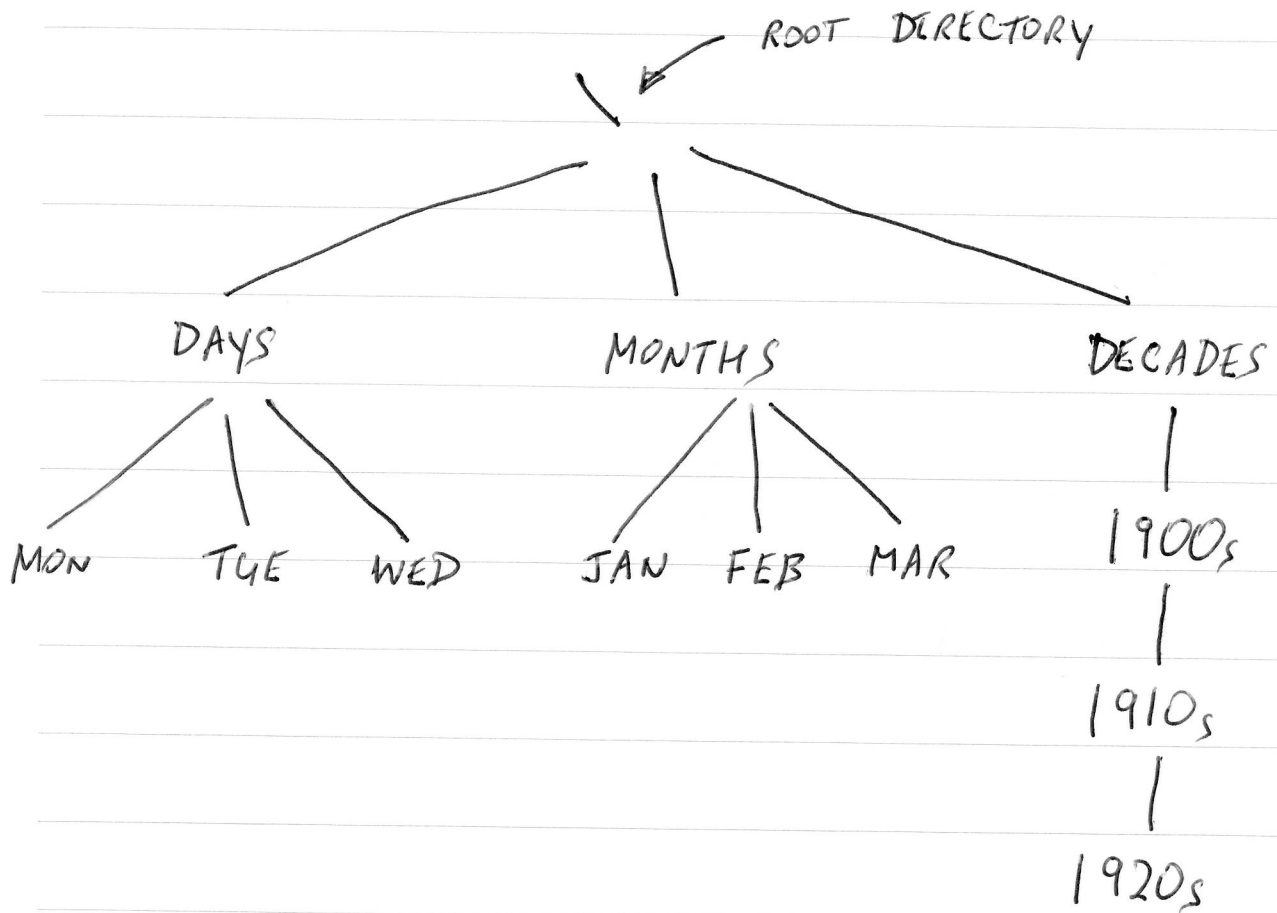 ROOT DIRECTORY
\
DAYS MONTHS DECADES
MON TUE WED JAN FEB MAR 1900s
1910s
1920s